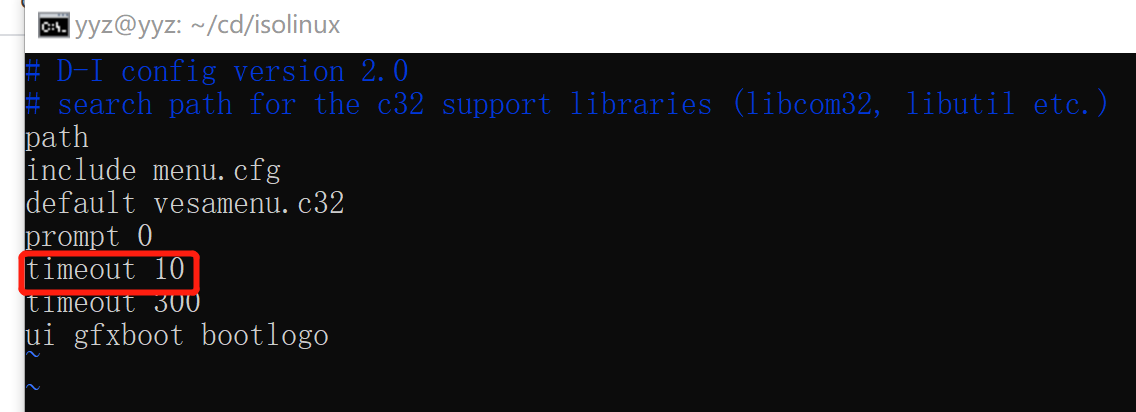 yyz@yyz: ~/cd/isolinux
# D-I config version 2.0
# search path for the c32 support libraries (libcom32, libutil etc.)
path
include menu.cfg
default vesamenu.c32
prompt 0
timeout 10
timeout 300
ui gfxboot bootlogo
~
~